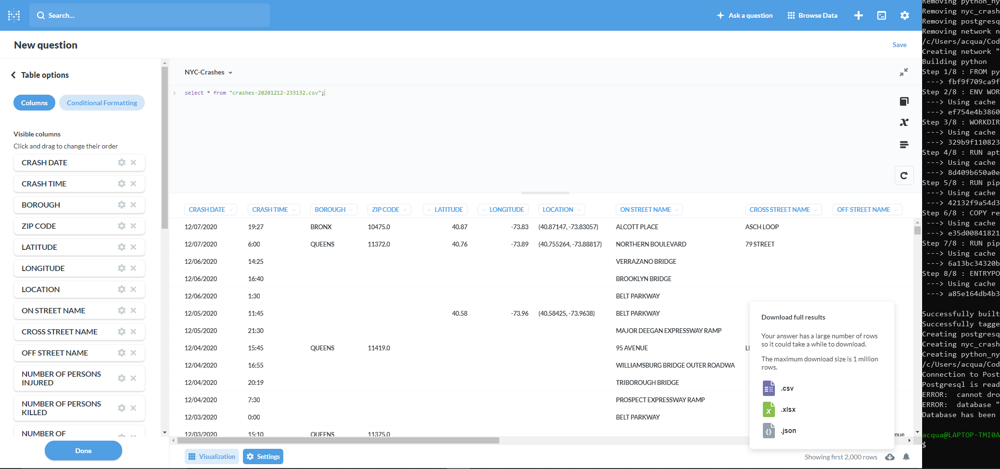 Search...
Ask a question
Browse Data
New question
Save
Table options
Columns
Conditional Formatting
Visible columns
Click and drag to change their order
CRASH DATE
CRASH TIME
BOROUGH
ZIP CODE
LATITUDE
LONGITUDE
LOCATION
ON STREET NAME
CROSS STREET NAME
OFF STREET NAME
NUMBER OF PERSONS
INJURED
NUMBER OF PERSONS
KILLED
NUMBER OF
Done
NYC-Crashes
1 select * from "crashes-20201212-233132.csv";
CRASH DATE CRASH TIME BOROUGH ZIP CODE LATITUDE LONGITUDE LOCATION ON STREET NAME CROSS STREET NAME OFF STREET NAME
12/07/2020 19:27 BRONX 10475.0 40.87 -73.83 (40.87147, -73.83057) ALCOTT PLACE ASCH LOOP
12/07/2020 6:00 QUEENS 11372.0 40.76 -73.89 (40.755264, -73.88817) NORTHERN BOULEVARD 79 STREET
12/06/2020 14:25 VERRAZANO BRIDGE
12/06/2020 16:40 BROOKLYN BRIDGE
12/06/2020 1:30 BELT PARKWAY
12/05/2020 11:45 40.58 -73.96 (40.58425, -73.9638) BELT PARKWAY
12/05/2020 21:30 MAJOR DEEGAN EXPRESSWAY RAMP
12/04/2020 15:45 QUEENS 11419.0 95 AVENUE
12/04/2020 16:55 WILLIAMSBURG BRIDGE OUTER ROADWA
12/04/2020 20:19 TRIBOROUGH BRIDGE
12/04/2020 7:30 PROSPECT EXPRESSWAY RAMP
12/03/2020 0:00 BELT PARKWAY
12/03/2020 15:10 QUEENS 11375.0 nue
Download full results
Your answer has a large number of rows
so it could take a while to download.
The maximum download size is 1 million
rows.
.csv
.xlsx
.json
Visualization
Settings
Showing first 2,000 rows
Removing python_ny
Removing nyc_crash
Removing postgresq
Removing network n
/c/Users/acqua/Cod
Creating network "
Building python
Step 1/8 : FROM py
---> fbf9f709ca9f
Step 2/8 : ENV WOR
---> Using cache
---> ef754e4b3860
Step 3/8 : WORKDIR
---> Using cache
---> 329b9f110823
Step 4/8 : RUN apt
---> Using cache
---> 8d409b650a0e
Step 5/8 : RUN pip
---> Using cache
---> 42132f9a54d3
Step 6/8 : COPY re
---> Using cache
---> e35d00841821
Step 7/8 : RUN pip
---> Using cache
---> 6a13bc34320b
Step 8/8 : ENTRYPO
---> Using cache
---> a85e164db4b3
Successfully built
Successfully tagge
Creating postgresq
Creating nyc_crash
Creating python_ny
/c/Users/acqua/Cod
Connection to Post
Postgresql is read
ERROR: cannot dro
ERROR: database "
Database has been
acqua@LAPTOP-TMI0A
$